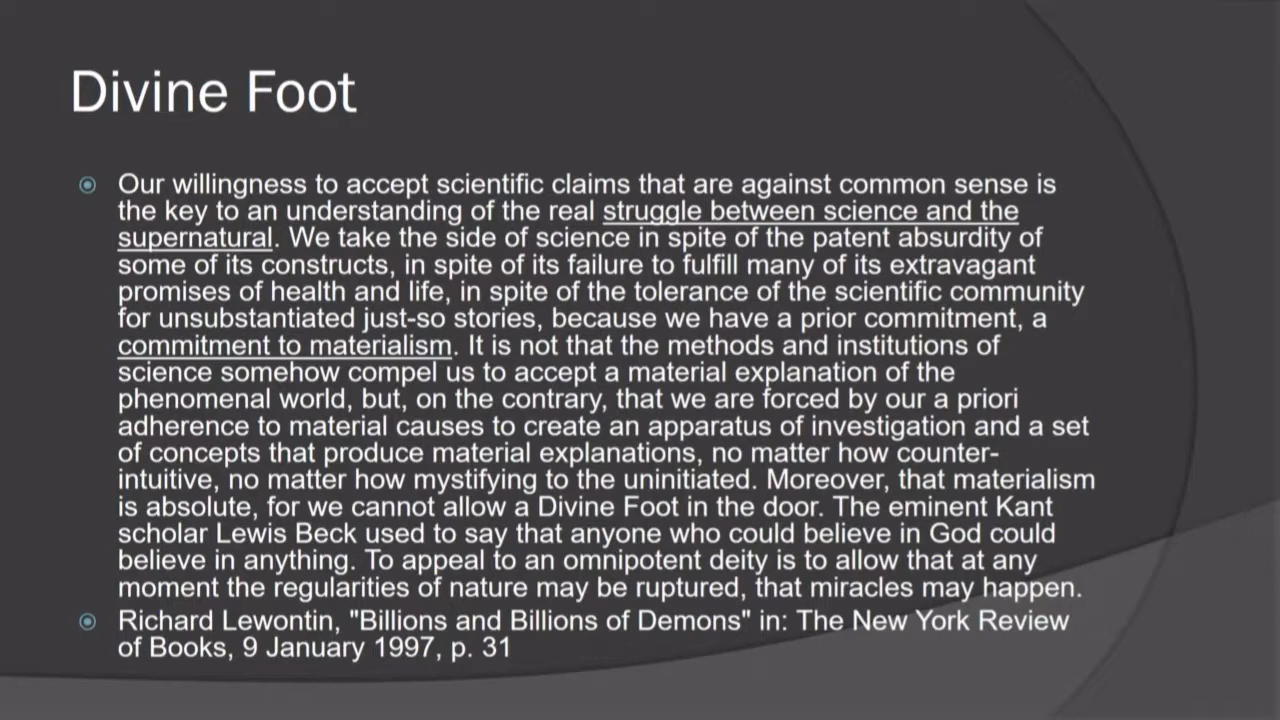 Divine Foot
Our willingness to accept scientific claims that are against common sense is
the key to an understanding of the real struggle between science and the
supernatural. We take the side of science in spite of the patent absurdity of
some of its constructs, in spite of its failure to fulfill many of its extravagant
promises of health and life, in spite of the tolerance of the scientific community
for unsubstantiated just-so stories, because we have a prior commitment, a
commitment to materialism. It is not that the methods and institutions of
science somehow compel us to accept a material explanation of the
phenomenal world, but, on the contrary, that we are forced by our a priori
adherence to material causes to create an apparatus of investigation and a set
of concepts that produce material explanations, no matter how counter-
intuitive, no matter how mystifying to the uninitiated. Moreover, that materialism
is absolute, for we cannot allow a Divine Foot in the door. The eminent Kant
scholar Lewis Beck used to say that anyone who could believe in God could
believe in anything. To appeal to an omnipotent deity is to allow that at any
moment the regularities of nature may be ruptured, that miracles may happen.
Richard Lewontin, "Billions and Billions of Demons" in: The New York Review
of Books, 9 January 1997, p. 31